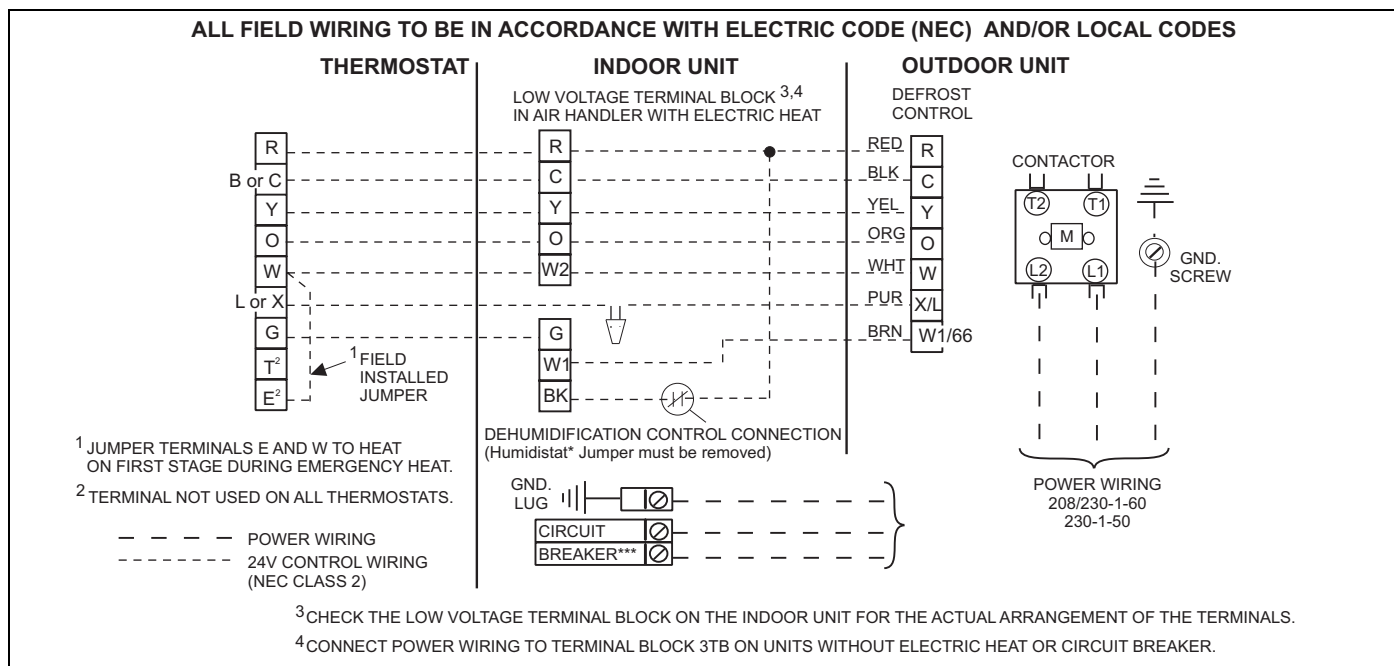 ALL FIELD WIRING TO BE IN ACCORDANCE WITH ELECTRIC CODE (NEC) AND/OR LOCAL CODES
THERMOSTAT
INDOOR UNIT
OUTDOOR UNIT
LOW VOLTAGE TERMINAL BLOCK 3,4
IN AIR HANDLER WITH ELECTRIC HEAT
DEFROST
CONTROL
R
B or C
Y
O
W
L or X
G
T2
E2
1 FIELD
INSTALLED
JUMPER
R
C
Y
O
W2
G
W1
BK
RED
BLK
YEL
ORG
WHT
PUR
BRN
R
C
Y
O
W
X/L
W1/66
CONTACTOR
T2 T1
M
L2 L1
GND.
SCREW
DEHUMIDIFICATION CONTROL CONNECTION
(Humidistat* Jumper must be removed)
1 JUMPER TERMINALS E AND W TO HEAT
ON FIRST STAGE DURING EMERGENCY HEAT.
2 TERMINAL NOT USED ON ALL THERMOSTATS.
POWER WIRING
24V CONTROL WIRING
(NEC CLASS 2)
GND.
LUG
CIRCUIT
BREAKER***
POWER WIRING
208/230-1-60
230-1-50
3 CHECK THE LOW VOLTAGE TERMINAL BLOCK ON THE INDOOR UNIT FOR THE ACTUAL ARRANGEMENT OF THE TERMINALS.
4 CONNECT POWER WIRING TO TERMINAL BLOCK 3TB ON UNITS WITHOUT ELECTRIC HEAT OR CIRCUIT BREAKER.